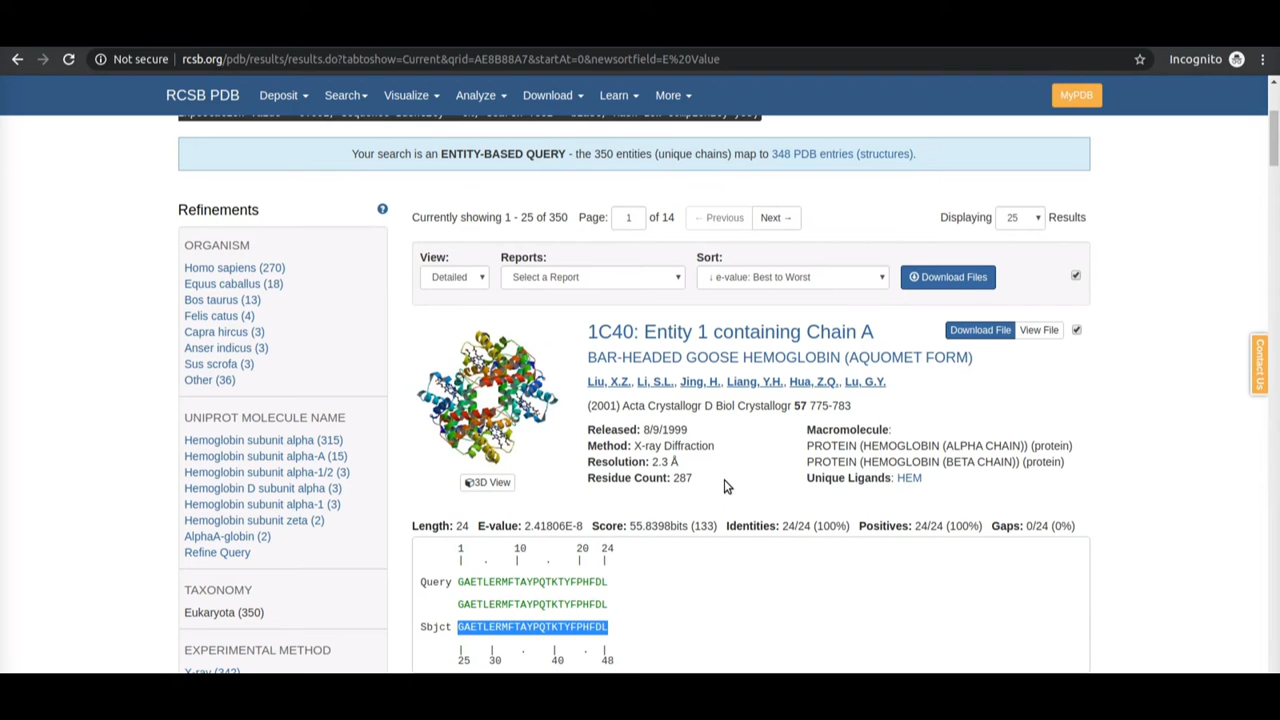 Not secure | rcsb.org/pdb/results/results.do?tabtoshow=Current&qrid=AE8B88A7&startAt=0&newsortfield=E%20Value
Incognito
RCSB PDB Deposit Search Visualize Analyze Download Learn More MyPDB
Your search is an ENTITY-BASED QUERY - the 350 entities (unique chains) map to 348 PDB entries (structures).
Refinements
ORGANISM
Homo sapiens (270)
Equus caballus (18)
Bos taurus (13)
Felis catus (4)
Capra hircus (3)
Anser indicus (3)
Sus scrofa (3)
Other (36)
UNIPROT MOLECULE NAME
Hemoglobin subunit alpha (315)
Hemoglobin subunit alpha-A (15)
Hemoglobin subunit alpha-1/2 (3)
Hemoglobin D subunit alpha (3)
Hemoglobin subunit alpha-1 (3)
Hemoglobin subunit zeta (2)
AlphaA-globin (2)
Refine Query
TAXONOMY
Eukaryota (350)
EXPERIMENTAL METHOD
X-ray (342)
Currently showing 1 - 25 of 350 Page: 1 of 14 ← Previous Next → Displaying 25 Results
View: Reports: Sort:
Detailed Select a Report ↓ e-value: Best to Worst Download Files
1C40: Entity 1 containing Chain A Download File View File
BAR-HEADED GOOSE HEMOGLOBIN (AQUOMET FORM)
Liu, X.Z., Li, S.L., Jing, H., Liang, Y.H., Hua, Z.Q., Lu, G.Y.
(2001) Acta Crystallogr D Biol Crystallogr 57 775-783
Released: 8/9/1999
Method: X-ray Diffraction
Resolution: 2.3 Å
Residue Count: 287
Macromolecule:
PROTEIN (HEMOGLOBIN (ALPHA CHAIN)) (protein)
PROTEIN (HEMOGLOBIN (BETA CHAIN)) (protein)
Unique Ligands: HEM
3D View
Length: 24 E-value: 2.41806E-8 Score: 55.8398bits (133) Identities: 24/24 (100%) Positives: 24/24 (100%) Gaps: 0/24 (0%)
1 10 20 24
| . | . | |
Query GAETLERMFTAYPQTKTYFPHFDL
GAETLERMFTAYPQTKTYFPHFDL
Sbjct GAETLERMFTAYPQTKTYFPHFDL
| | . | . |
25 30 40 48
Contact Us